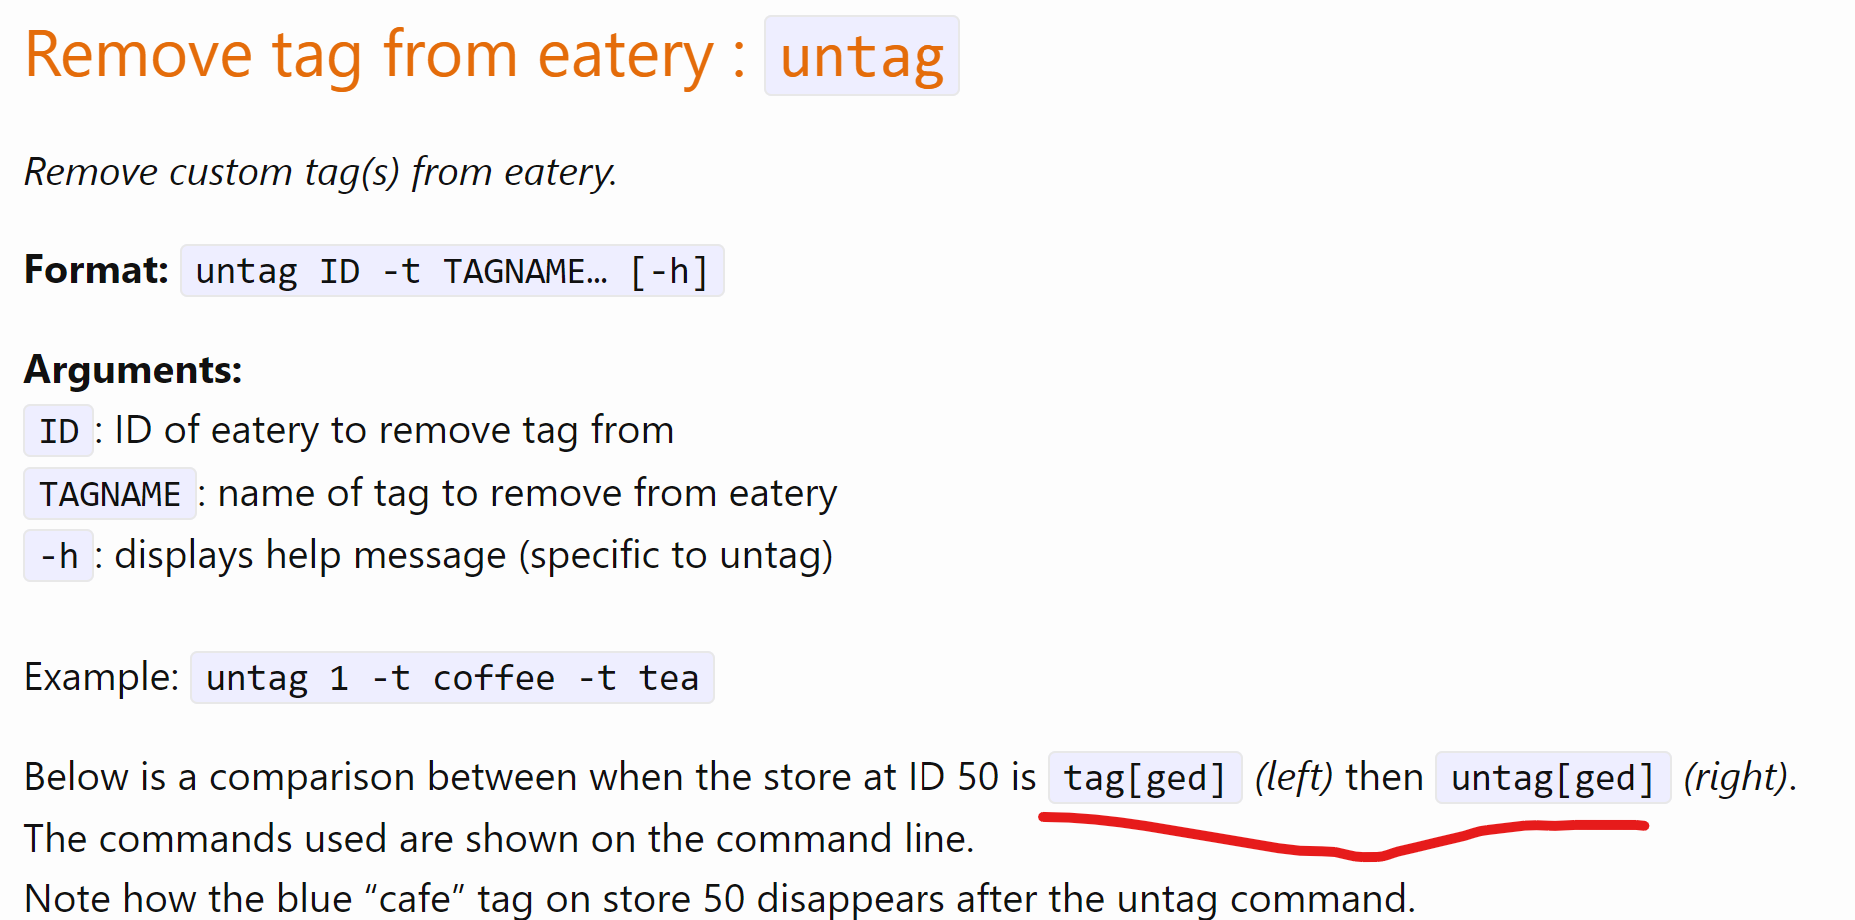 Remove tag from eatery : untag
Remove custom tag(s) from eatery.
Format: untag ID -t TAGNAME… [-h]
Arguments:
ID : ID of eatery to remove tag from
TAGNAME : name of tag to remove from eatery
-h : displays help message (specific to untag)
Example: untag 1 -t coffee -t tea
Below is a comparison between when the store at ID 50 is tag[ged] (left) then untag[ged] (right).
The commands used are shown on the command line.
Note how the blue “cafe” tag on store 50 disappears after the untag command.